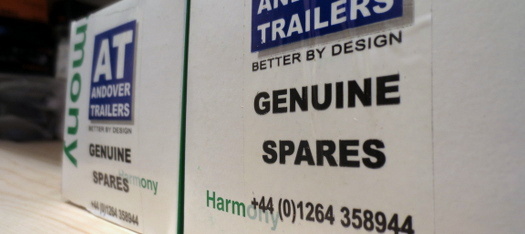 mony
AT
ANDOVER
TRAILERS
BETTER BY DESIGN
GENUINE
SPARES
Harmony
+44 (0)1264 358944
TRAILERS
BETTER BY DESIGN
GENUINE
SPARES
Harmony
+44 (0)1264 358944